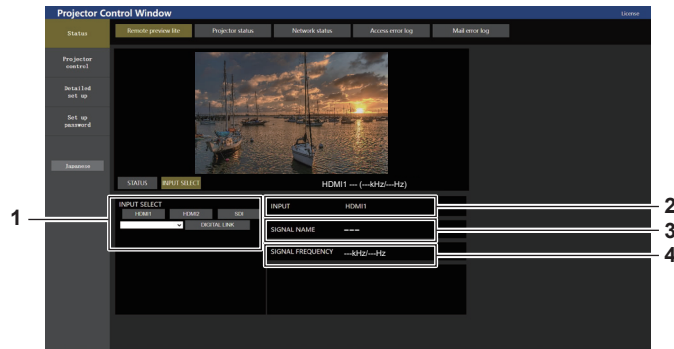 Projector Control Window
License
Status
Remote preview lite
Projector status
Network status
Access error log
Mail error log
Projector
control
Detailed
set up
Set up
password
Japanese
STATUS
INPUT SELECT
HDMI1 --- (---kHz/---Hz)
1
INPUT SELECT
HDMI1
HDMI2
SDI
DIGITAL LINK
INPUT HDMI1
2
SIGNAL NAME ---
3
SIGNAL FREQUENCY ---kHz/---Hz
4